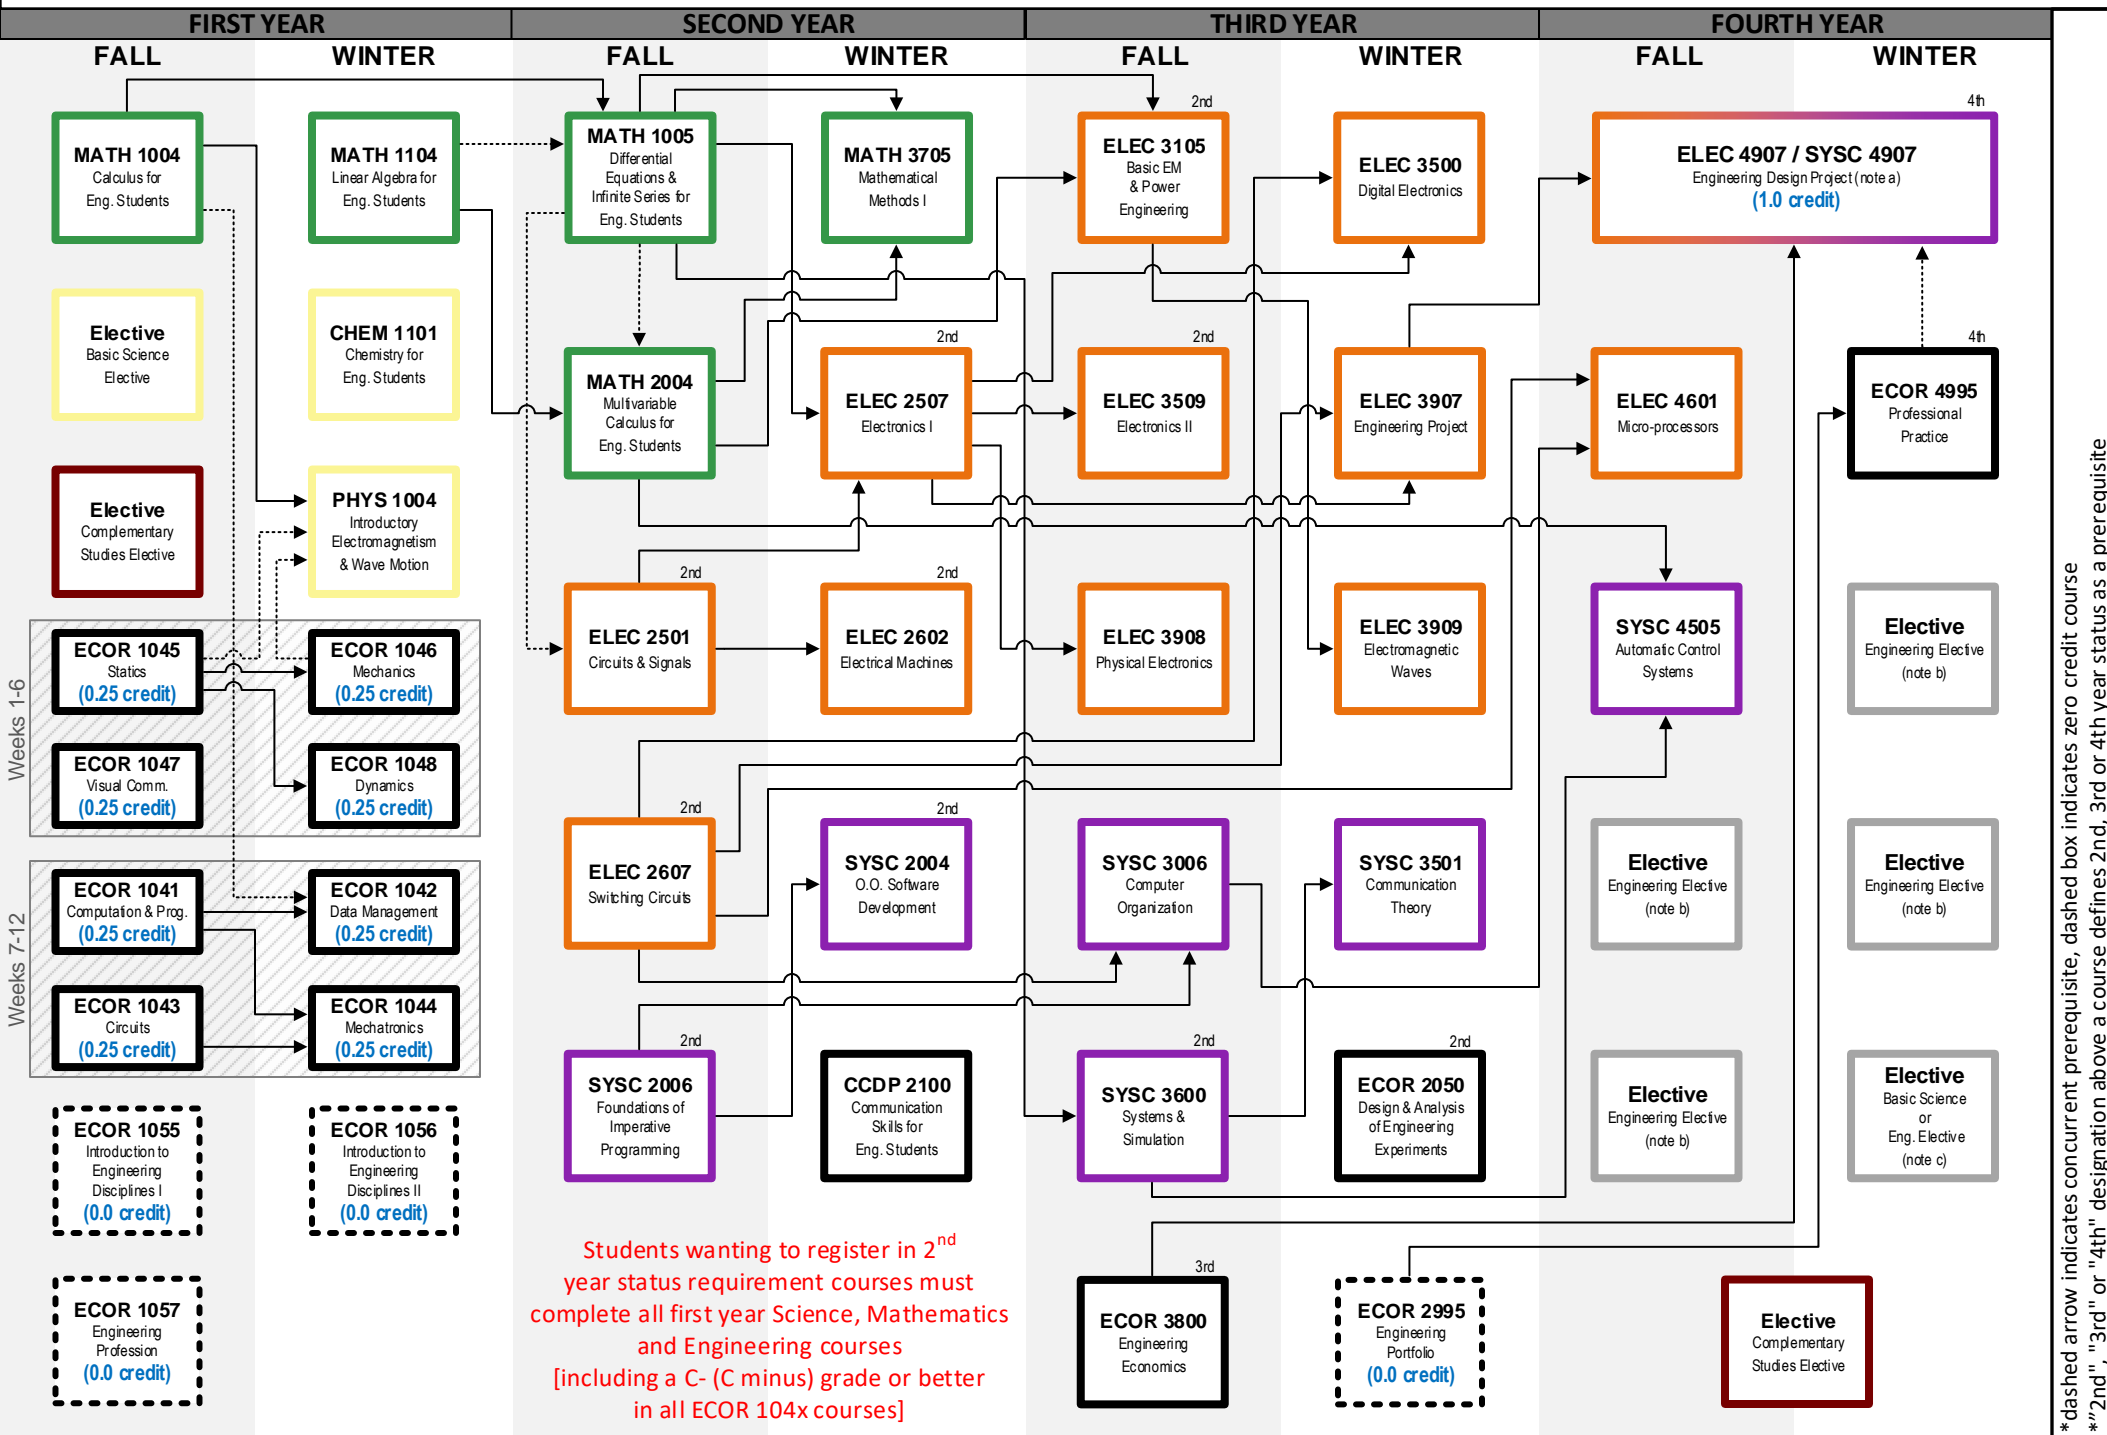 FIRST YEAR
SECOND YEAR
THIRD YEAR
FOURTH YEAR
FALL
WINTER
FALL
WINTER
FALL
WINTER
FALL
WINTER
MATH 1004
Calculus for
Eng. Students
MATH 1104
Linear Algebra for
Eng. Students
MATH 1005
Differential
Equations &
Infinite Series for
Eng. Students
MATH 3705
Mathematical
Methods I
2nd
ELEC 3105
Basic EM
& Power
Engineering
ELEC 3500
Digital Electronics
4th
ELEC 4907 / SYSC 4907
Engineering Design Project (note a)
(1.0 credit)
Elective
Basic Science
Elective
CHEM 1101
Chemistry for
Eng. Students
MATH 2004
Multivariable
Calculus for
Eng. Students
2nd
ELEC 2507
Electronics I
2nd
ELEC 3509
Electronics II
ELEC 3907
Engineering Project
ELEC 4601
Micro-processors
4th
ECOR 4995
Professional
Practice
Elective
Complementary
Studies Elective
PHYS 1004
Introductory
Electromagnetism
& Wave Motion
2nd
ELEC 2501
Circuits & Signals
2nd
ELEC 2602
Electrical Machines
ELEC 3908
Physical Electronics
ELEC 3909
Electromagnetic
Waves
SYSC 4505
Automatic Control
Systems
Elective
Engineering Elective
(note b)
Weeks 1-6
ECOR 1045
Statics
(0.25 credit)
ECOR 1046
Mechanics
(0.25 credit)
ECOR 1047
Visual Comm.
(0.25 credit)
ECOR 1048
Dynamics
(0.25 credit)
2nd
ELEC 2607
Switching Circuits
2nd
SYSC 2004
O.O. Software
Development
SYSC 3006
Computer
Organization
SYSC 3501
Communication
Theory
Elective
Engineering Elective
(note b)
Elective
Engineering Elective
(note b)
Weeks 7-12
ECOR 1041
Computation & Prog.
(0.25 credit)
ECOR 1042
Data Management
(0.25 credit)
ECOR 1043
Circuits
(0.25 credit)
ECOR 1044
Mechatronics
(0.25 credit)
2nd
SYSC 2006
Foundations of
Imperative
Programming
CCDP 2100
Communication
Skills for
Eng. Students
2nd
SYSC 3600
Systems &
Simulation
2nd
ECOR 2050
Design & Analysis
of Engineering
Experiments
Elective
Engineering Elective
(note b)
Elective
Basic Science
or
Eng. Elective
(note c)
ECOR 1055
Introduction to
Engineering
Disciplines I
(0.0 credit)
ECOR 1056
Introduction to
Engineering
Disciplines II
(0.0 credit)
ECOR 1057
Engineering
Profession
(0.0 credit)
Students wanting to register in 2nd
year status requirement courses must
complete all first year Science, Mathematics
and Engineering courses
[including a C- (C minus) grade or better
in all ECOR 104x courses]
3rd
ECOR 3800
Engineering
Economics
ECOR 2995
Engineering
Portfolio
(0.0 credit)
Elective
Complementary
Studies Elective
*dashed arrow indicates concurrent prerequisite, dashed box indicates zero credit course
*"2nd", "3rd" or "4th" designation above a course defines 2nd, 3rd or 4th year status as a prerequisite